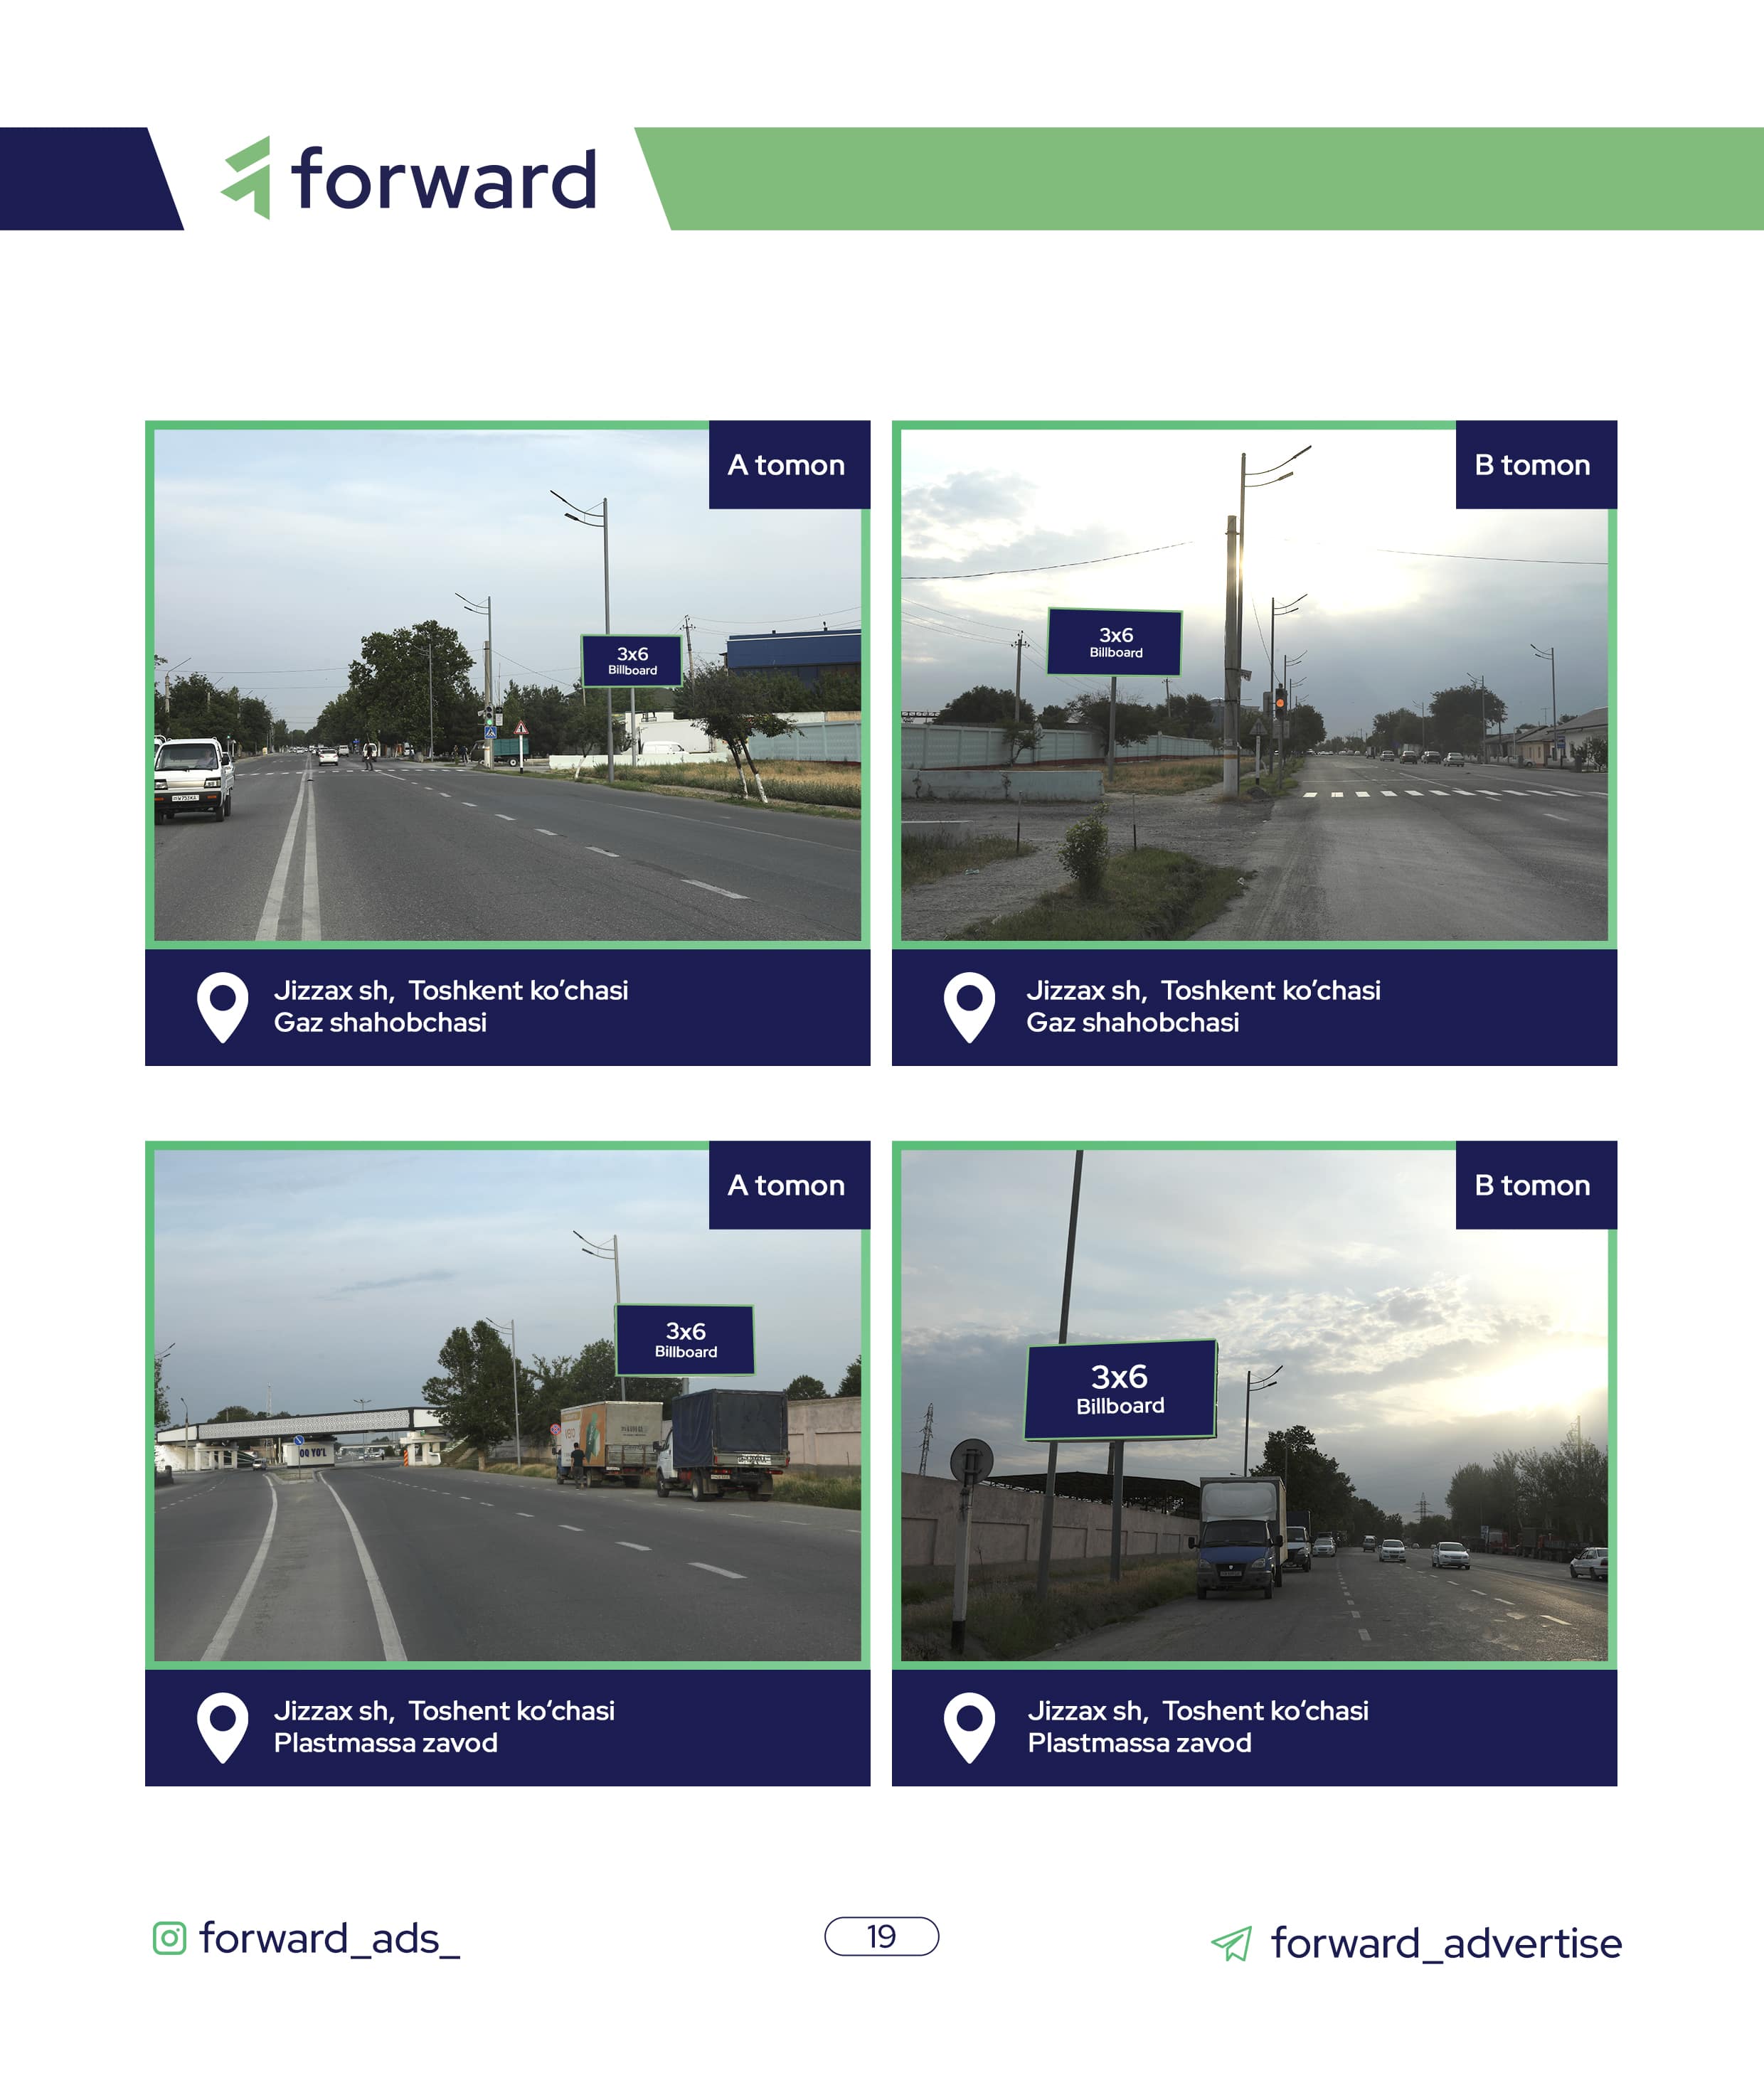 forward
A tomon
3x6
Billboard
Jizzax sh, Toshkent ko’chasi
Gaz shahobchasi
B tomon
3x6
Billboard
Jizzax sh, Toshkent ko’chasi
Gaz shahobchasi
A tomon
3x6
Billboard
OQ YO'L
Jizzax sh, Toshent ko‘chasi
Plastmassa zavod
B tomon
3x6
Billboard
Jizzax sh, Toshent ko‘chasi
Plastmassa zavod
forward_ads_
19
forward_advertise